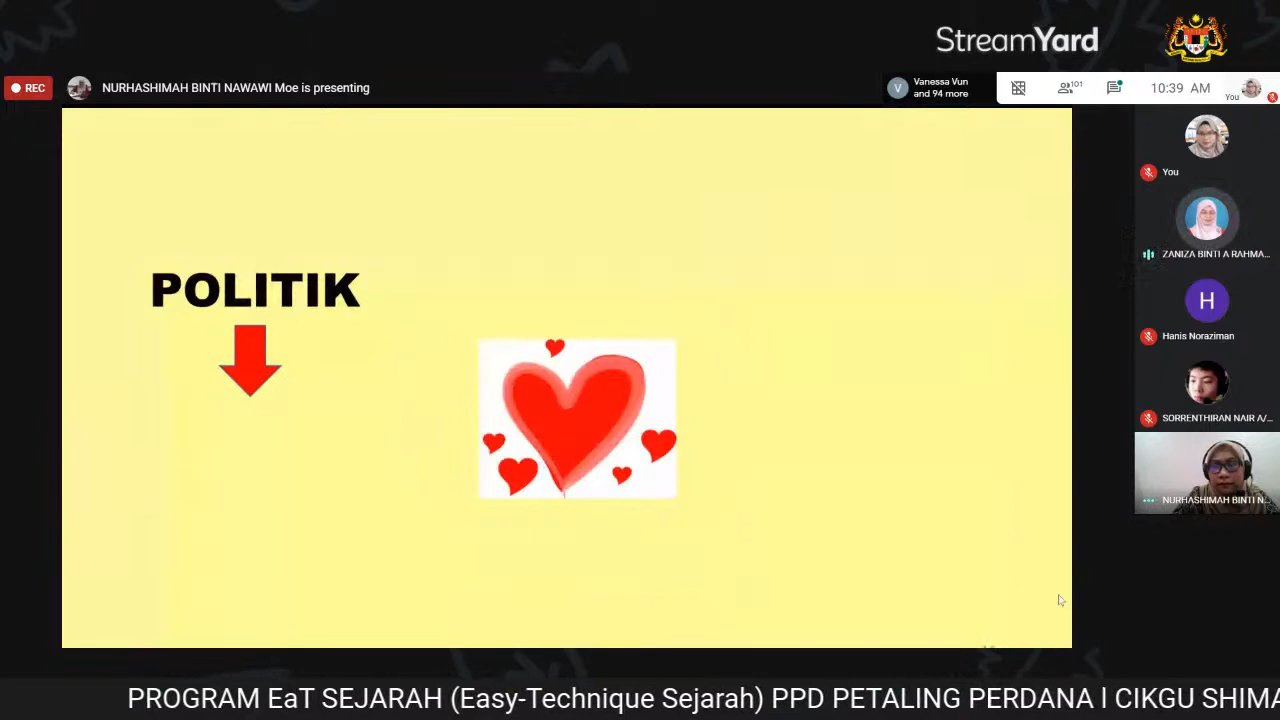 StreamYard
REC
NURHASHIMAH BINTI NAWAWI Moe is presenting
V
Vanessa Vun
and 94 more
101
10:39 AM
You
You
ZANIZA BINTI A RAHMA...
H
Hanis Noraziman
SORRENTHIRAN NAIR A/...
NURHASHIMAH BINTI N...
POLITIK
PROGRAM EaT SEJARAH (Easy-Technique Sejarah) PPD PETALING PERDANA l CIKGU SHIMA